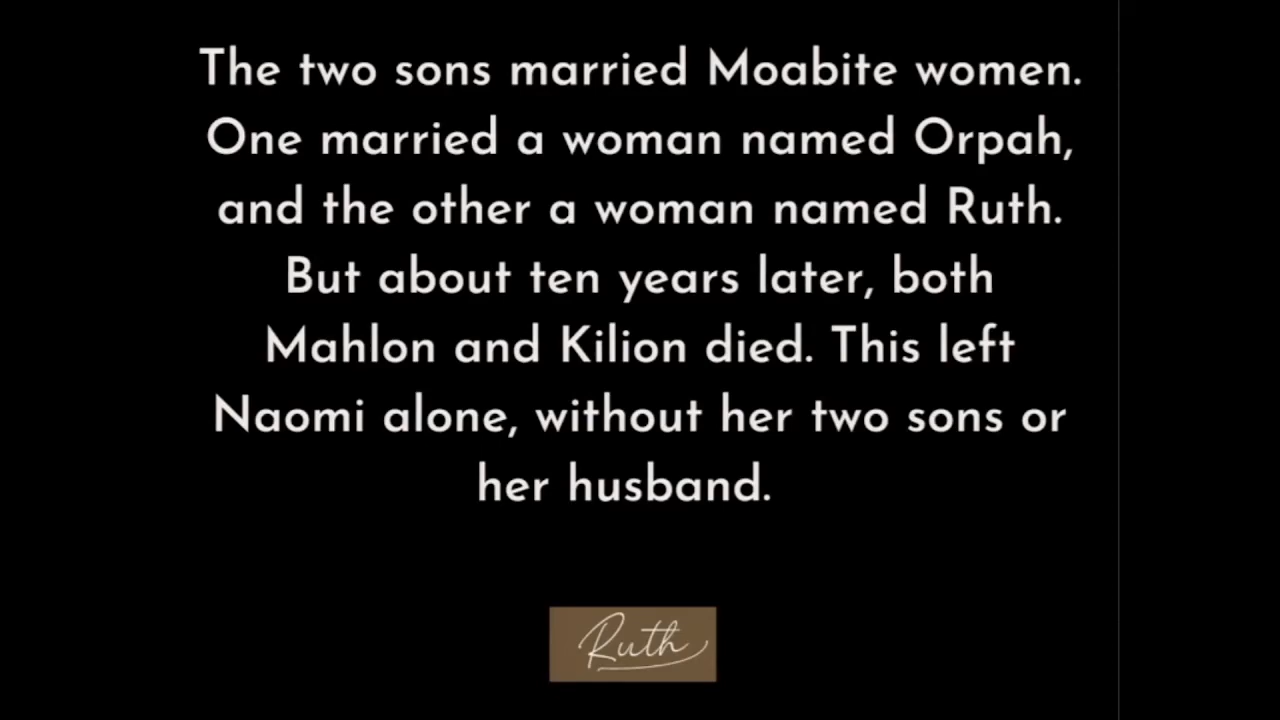 The two sons married Moabite women.
One married a woman named Orpah,
and the other a woman named Ruth.
But about ten years later, both
Mahlon and Kilion died. This left
Naomi alone, without her two sons or
her husband.
Ruth